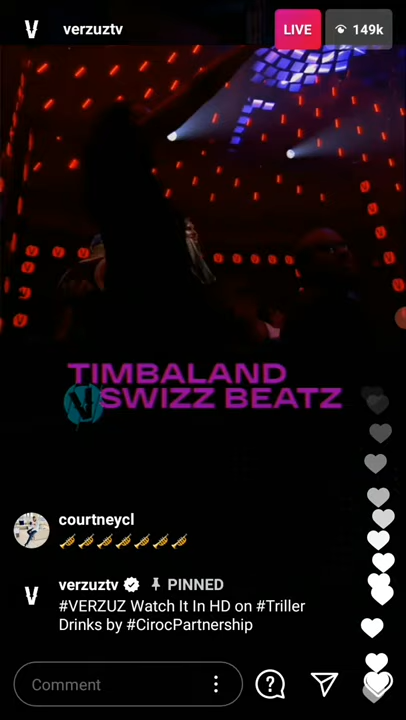 verzuztv
LIVE
149k
TIMBALAND
SWIZZ BEATZ
courtneycl
🎺🎺🎺🎺🎺🎺🎺
verzuztv PINNED
#VERZUZ Watch It In HD on #Triller
Drinks by #CirocPartnership
Comment